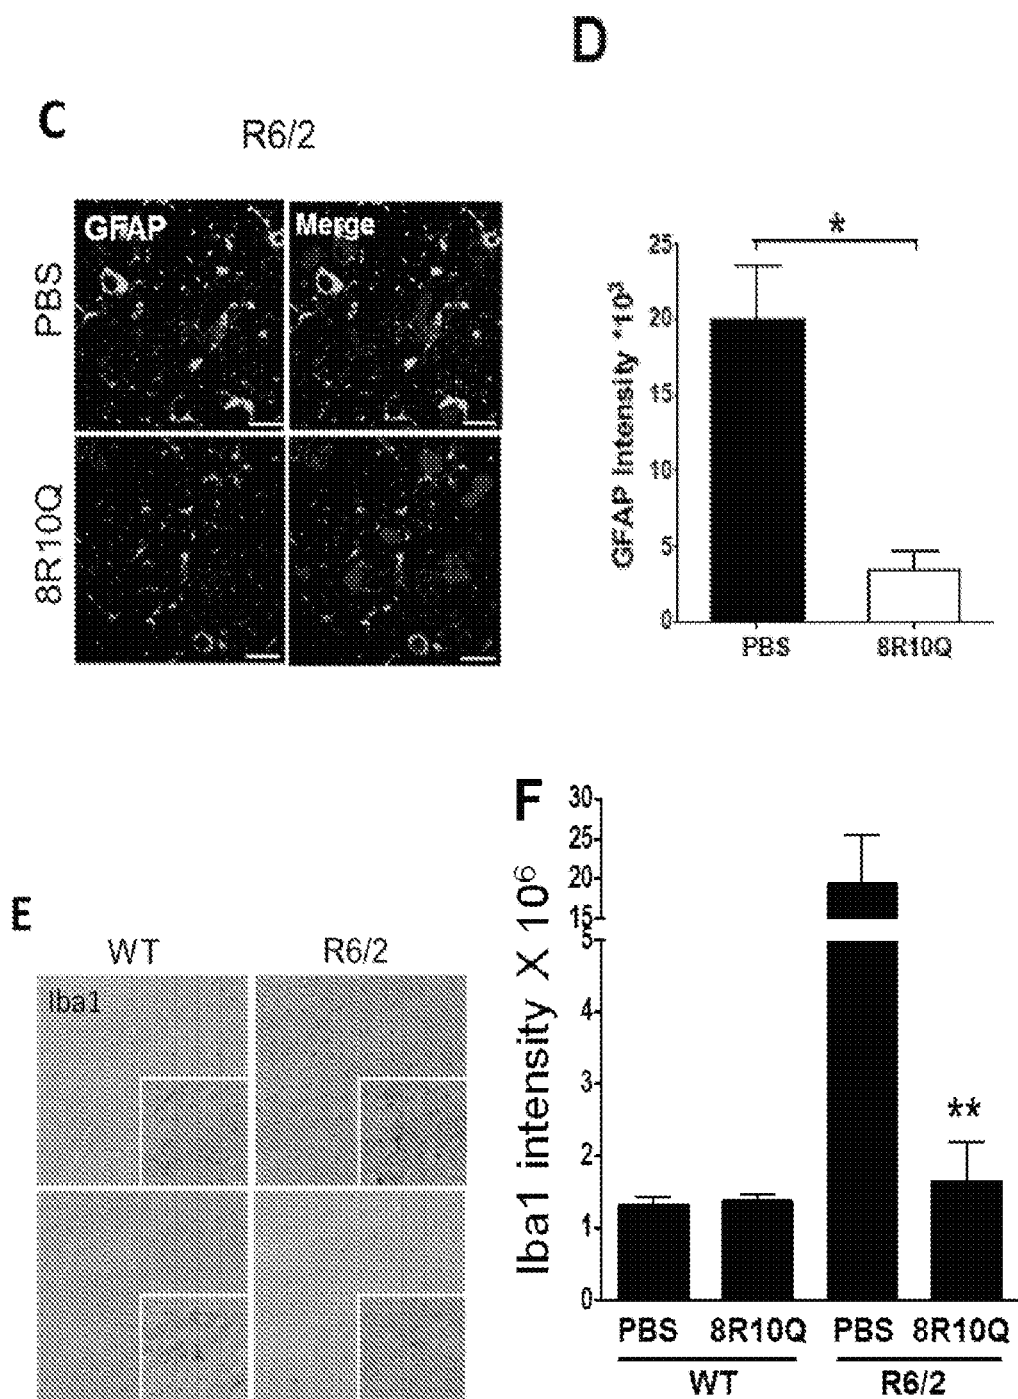 C
R6/2
GFAP
Merge
PBS
8R10Q
D
*
GFAP Intensity *10³
25
20
15
10
5
0
PBS
8R10Q
E
WT
R6/2
Iba1
F
Iba1 intensity X 10⁶
30
25
20
15
5
4
3
2
1
0
**
PBS 8R10Q PBS 8R10Q
WT R6/2